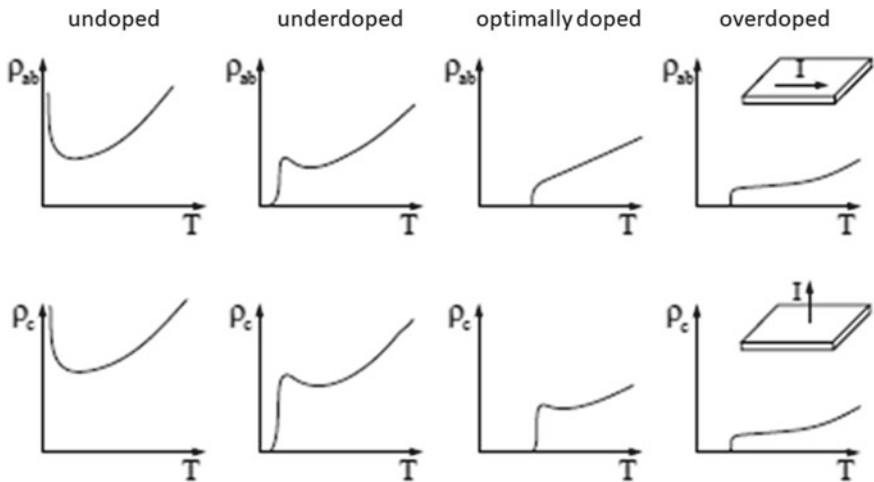 undoped underdoped optimally doped overdoped
ρab ρab ρab ρab
I
T T T T
ρc ρc ρc ρc
I
T T T T